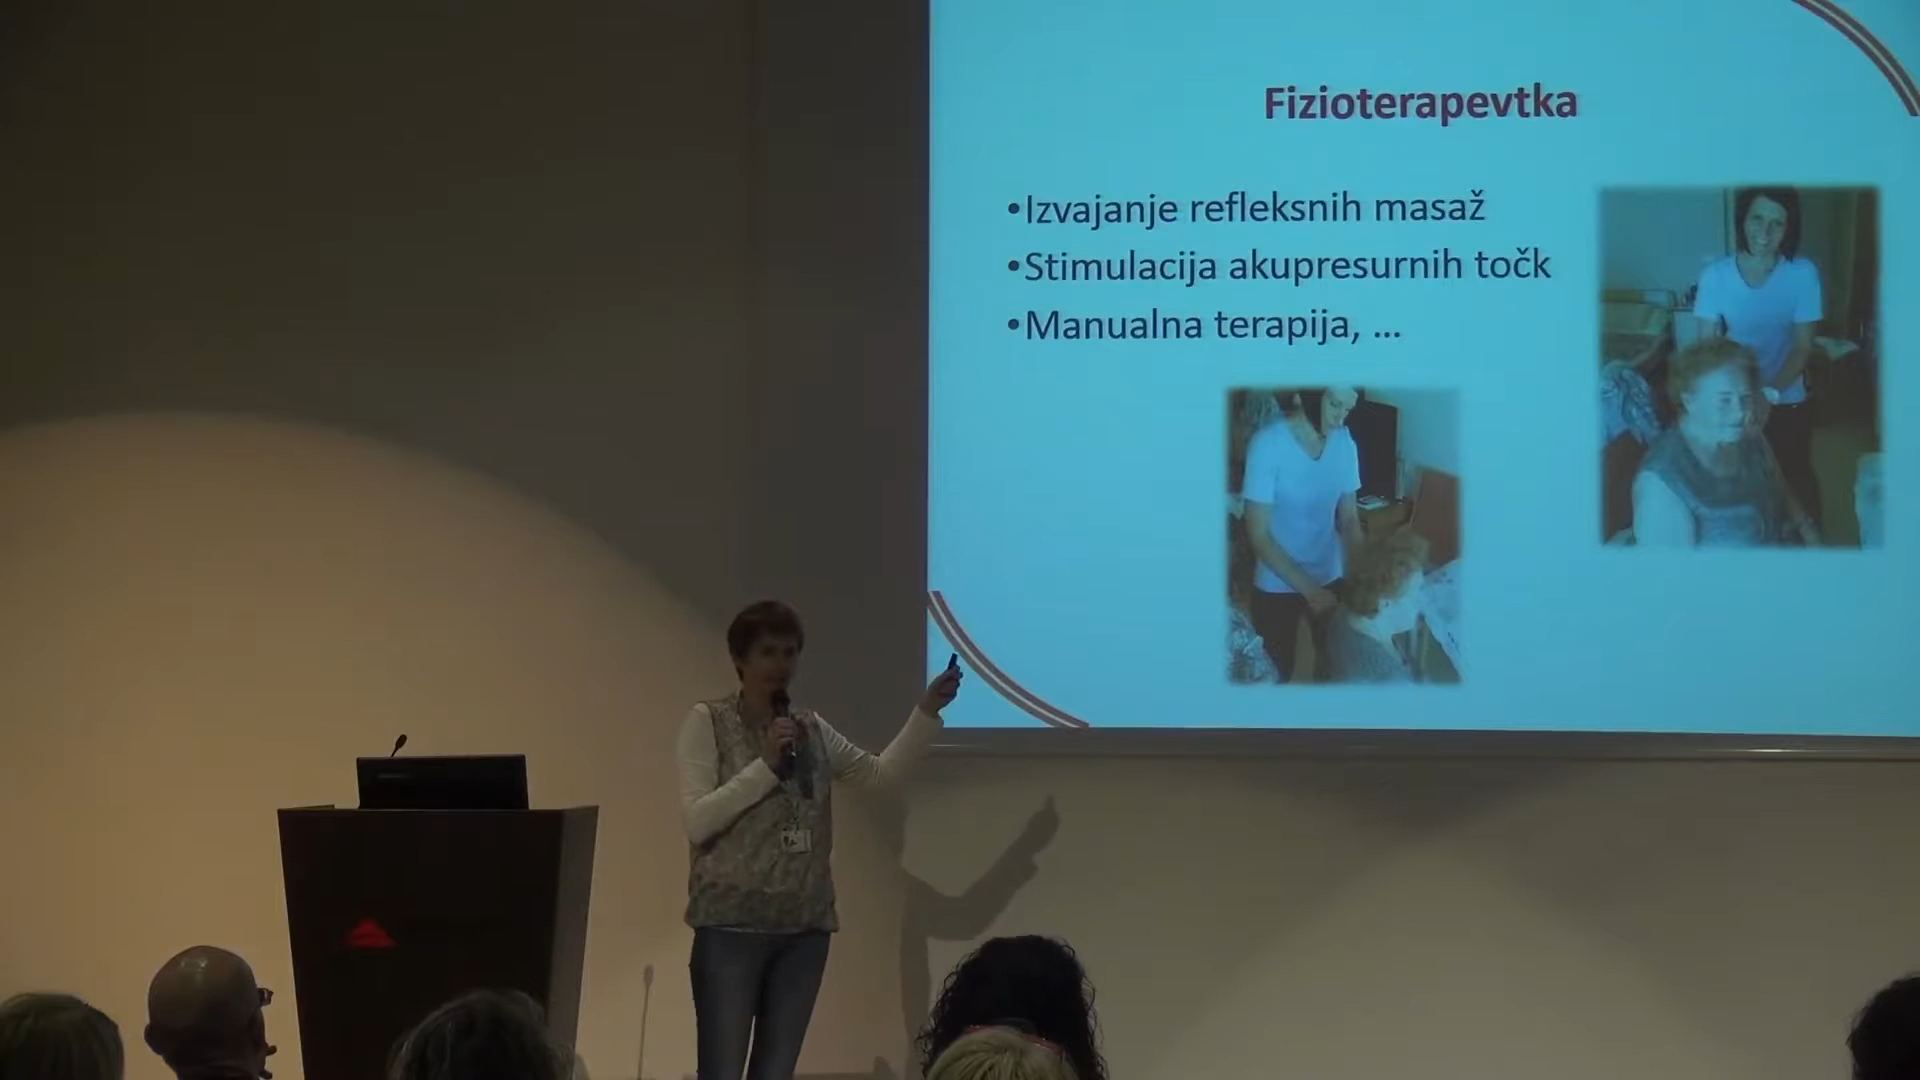 Fizioterapevtka
•Izvajanje refleksnih masaž
•Stimulacija akupresurnih točk
•Manualna terapija, ...